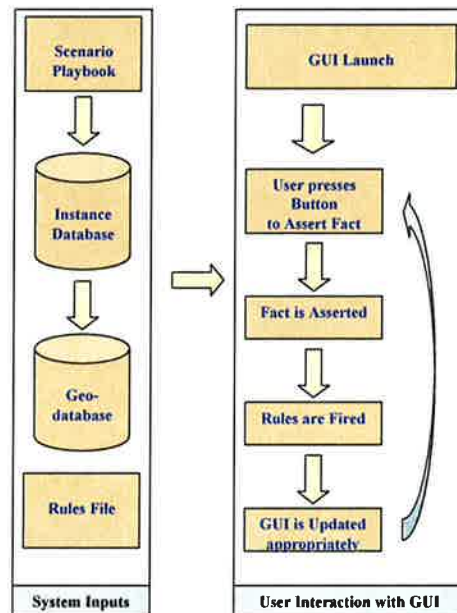 Scenario
Playbook
Instance
Database
Geo-
database
Rules File
System Inputs
GUI Launch
User presses
Button
to Assert Fact
Fact is Asserted
Rules are Fired
GUI is Updated
appropriately
User Interaction with GUI